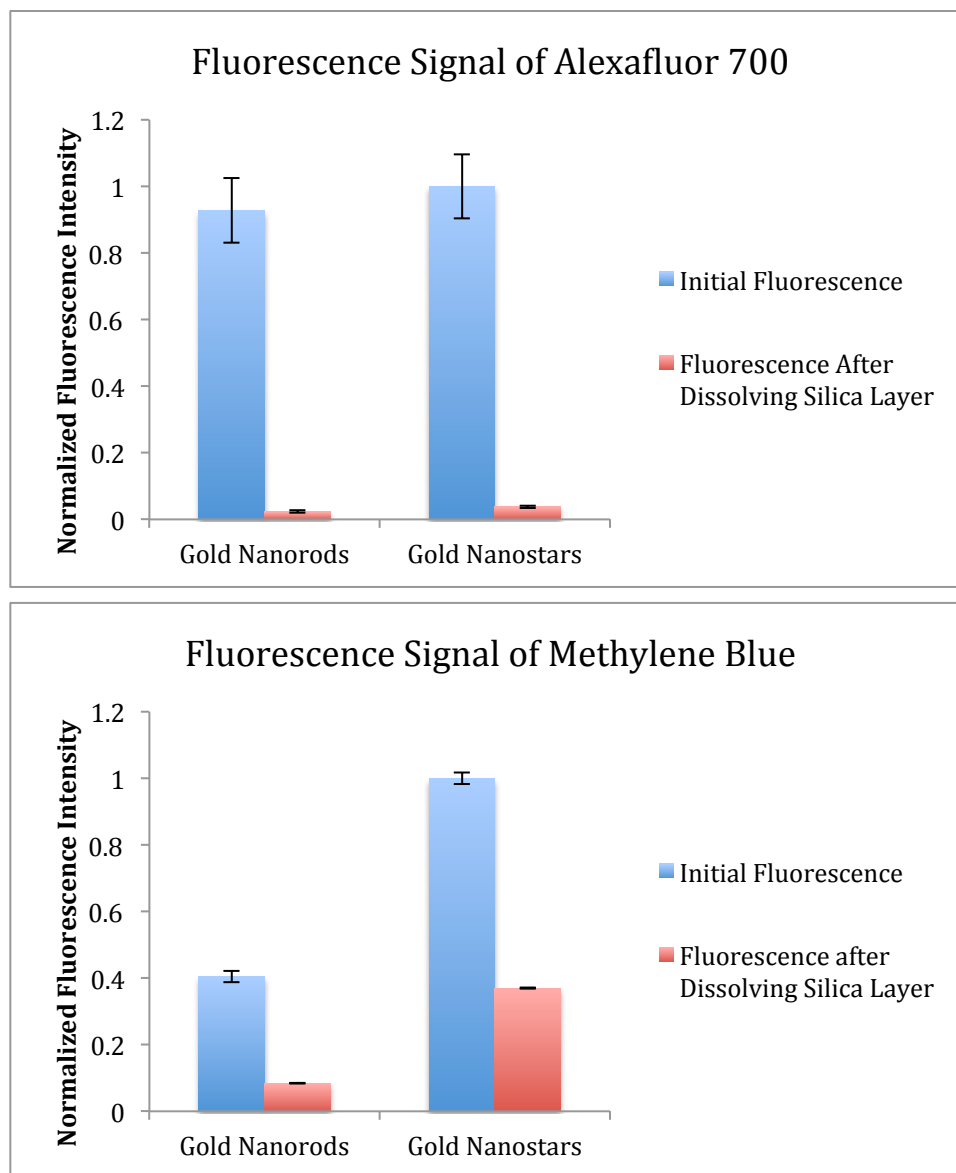 Fluorescence Signal of Alexafluor 700
Normalized Fluorescence Intensity
1.2
1
0.8
0.6
0.4
0.2
0
Gold Nanorods
Gold Nanostars
Initial Fluorescence
Fluorescence After
Dissolving Silica Layer
Fluorescence Signal of Methylene Blue
Normalized Fluorescence Intensity
1.2
1
0.8
0.6
0.4
0.2
0
Gold Nanorods
Gold Nanostars
Initial Fluorescence
Fluorescence after
Dissolving Silica Layer